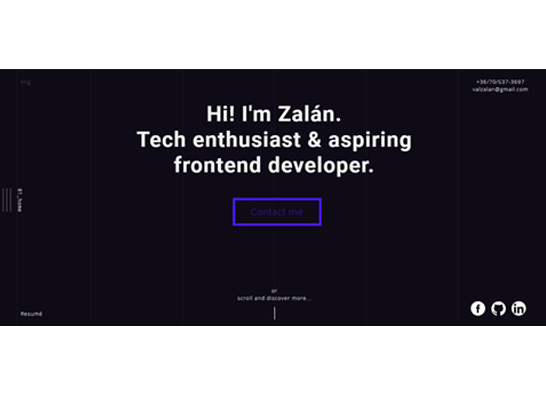 eng
+36/70/537-3697
valzalan@gmail.com
Hi! I'm Zalán.
Tech enthusiast & aspiring
frontend developer.
Contact me
01_home
or
scroll and discover more...
Resumé